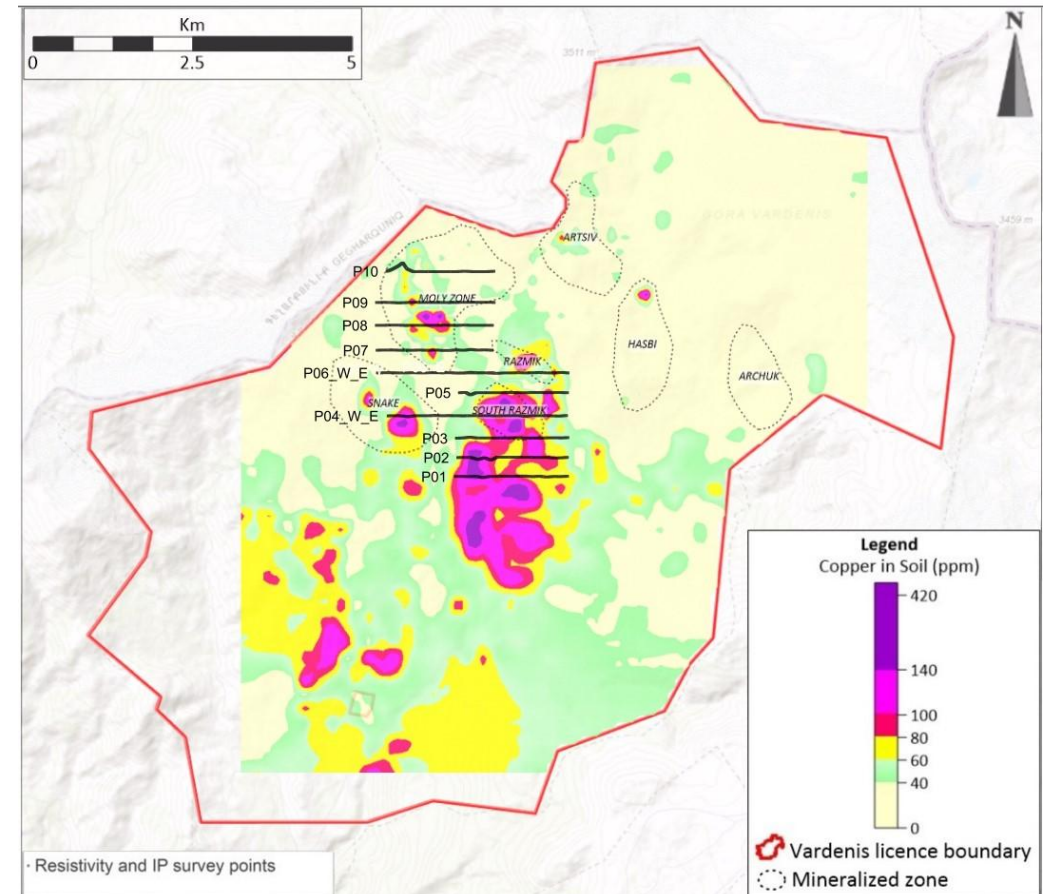 Km
0 2.5 5
N
3511 m
3459 m
GORA VARDENIS
ARTSIV
P10
MOLY ZONE
P09
P08
HASBI
P07
RAZMIK
P06_W_E
ARCHUK
P05
SNAKE
SOUTH RAZMIK
P04_W_E
P03
P02
P01
Legend
Copper in Soil (ppm)
420
140
100
80
60
40
0
Vardenis licence boundary
Mineralized zone
· Resistivity and IP survey points